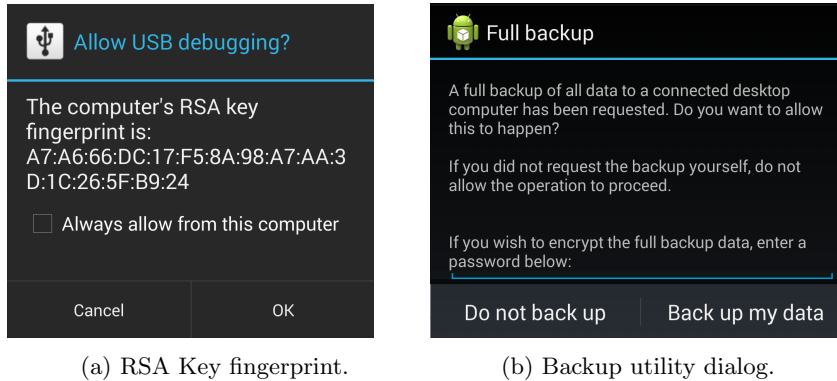 Allow USB debugging?
The computer's RSA key
fingerprint is:
A7:A6:66:DC:17:F5:8A:98:A7:AA:3
D:1C:26:5F:B9:24
Always allow from this computer
Cancel
OK
(a) RSA Key fingerprint.
Full backup
A full backup of all data to a connected desktop
computer has been requested. Do you want to allow
this to happen?
If you did not request the backup yourself, do not
allow the operation to proceed.
If you wish to encrypt the full backup data, enter a
password below:
Do not back up
Back up my data
(b) Backup utility dialog.